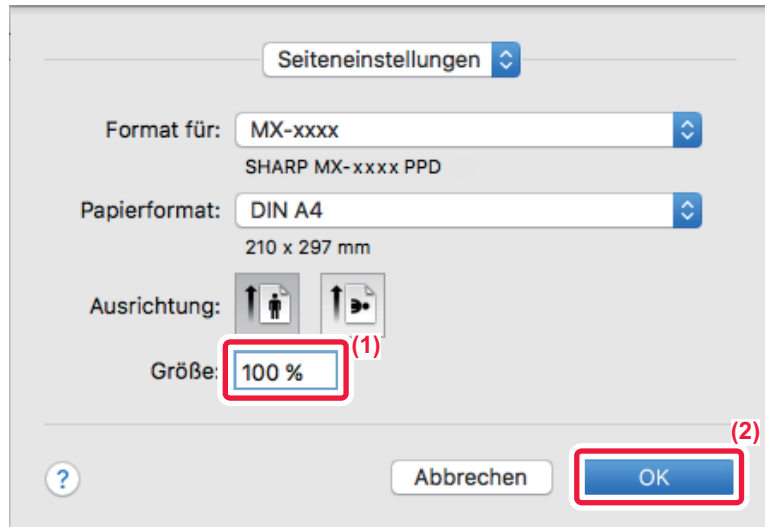 Seiteneinstellungen
Format für: MX-xxxx
SHARP MX-xxxx PPD
Papierformat: DIN A4
210 x 297 mm
Ausrichtung:
(1)
Größe: 100 %
(2)
? Abbrechen OK